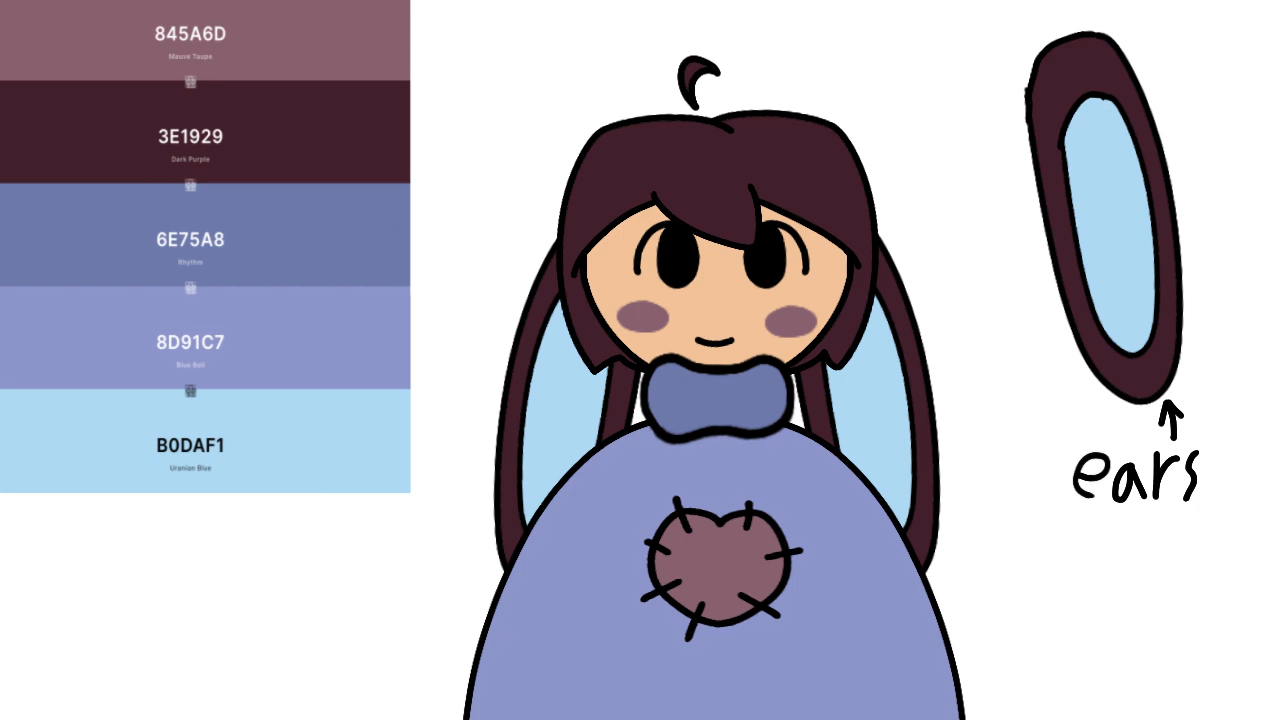 845A6D
Mauve Taupe
3E1929
Dark Purple
6E75A8
Rhythm
8D91C7
Blue Bell
B0DAF1
Uranian Blue
ears